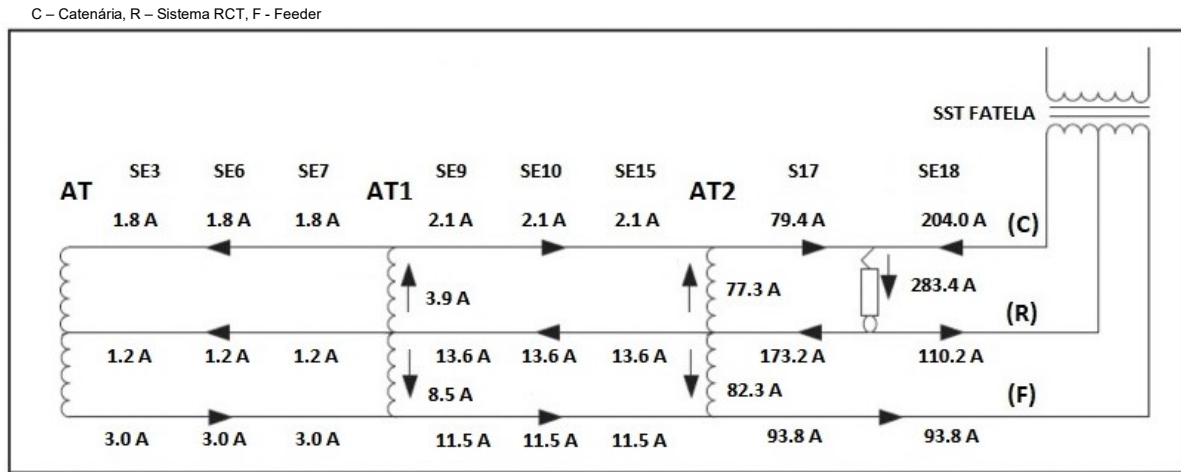 C – Catenária, R – Sistema RCT, F - Feeder
SST FATELA
AT SE3 SE6 SE7 AT1 SE9 SE10 SE15 AT2 S17 SE18
1.8 A 1.8 A 1.8 A 2.1 A 2.1 A 2.1 A 79.4 A 204.0 A (C)
3.9 A 77.3 A 283.4 A
(R)
1.2 A 1.2 A 1.2 A 13.6 A 13.6 A 13.6 A 173.2 A 110.2 A
8.5 A 82.3 A (F)
3.0 A 3.0 A 3.0 A 11.5 A 11.5 A 11.5 A 93.8 A 93.8 A